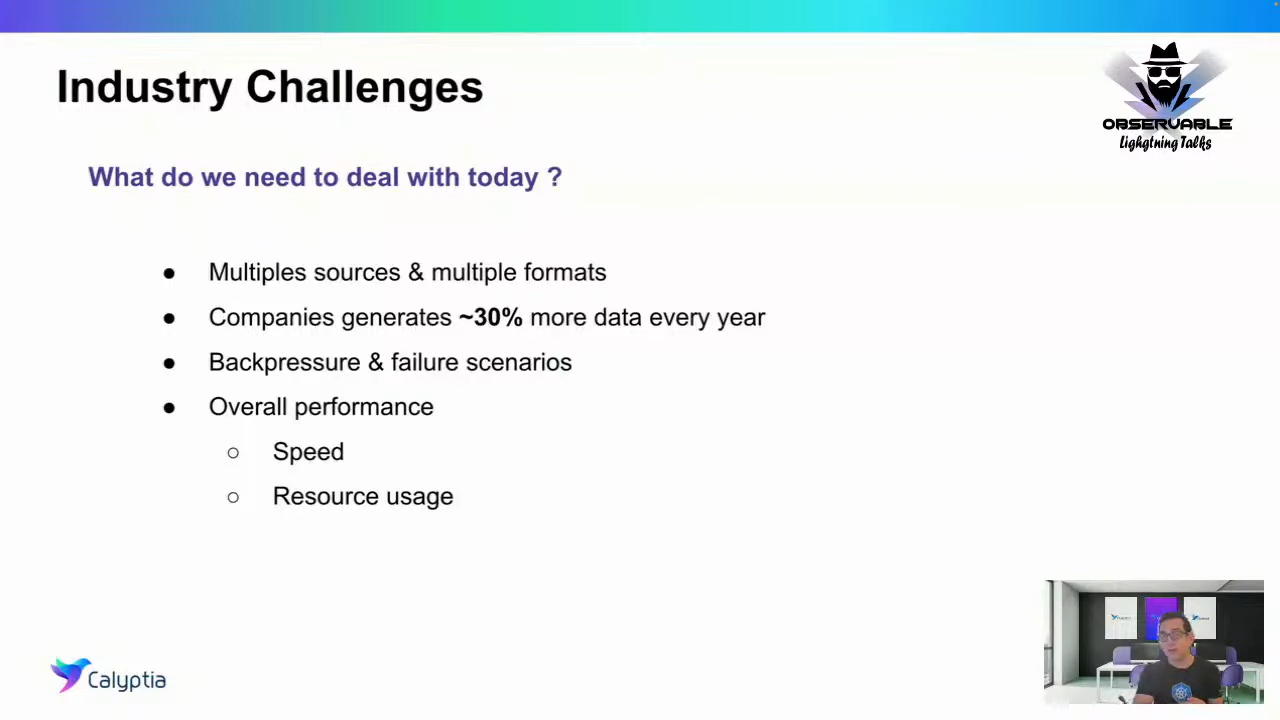 Industry Challenges
OBSERVABLE
Lighgtning Talks
What do we need to deal with today ?
● Multiples sources & multiple formats
● Companies generates ~30% more data every year
● Backpressure & failure scenarios
● Overall performance
○ Speed
○ Resource usage
Calyptia